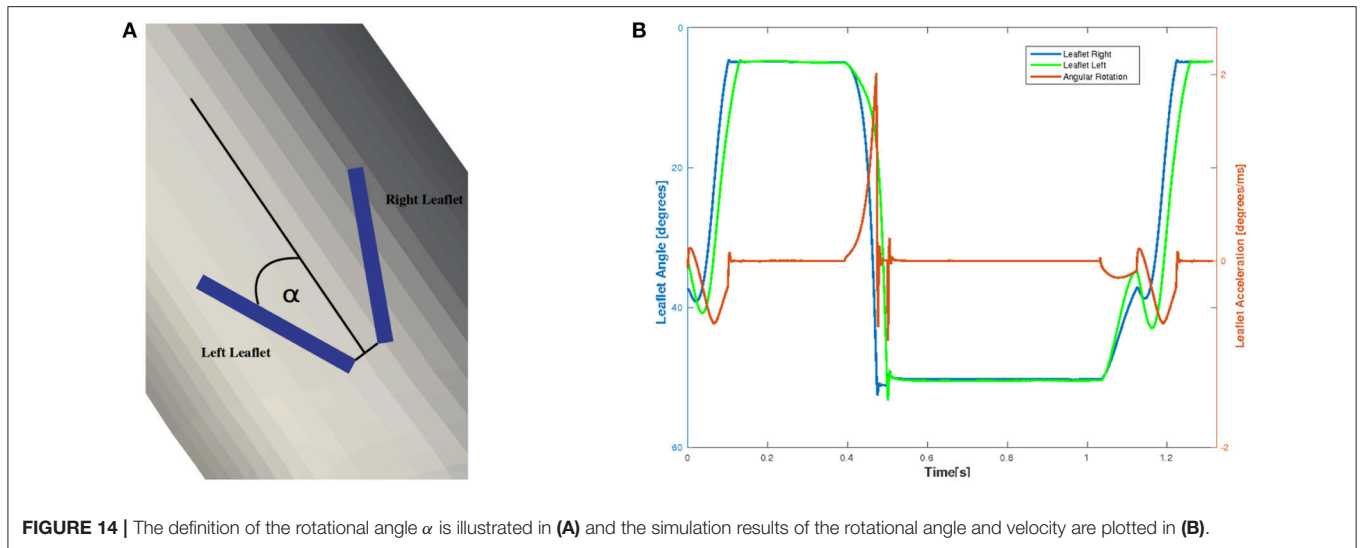 A
Right Leaflet
α
Left Leaflet
B
Leaflet Right
Leaflet Left
Angular Rotation
0
20
40
60
Leaflet Angle [degrees]
2
1
0
-1
-2
Leaflet Acceleration [degrees/ms]
0 0.2 0.4 0.6 0.8 1 1.2
Time[s]
FIGURE 14 | The definition of the rotational angle α is illustrated in (A) and the simulation results of the rotational angle and velocity are plotted in (B).